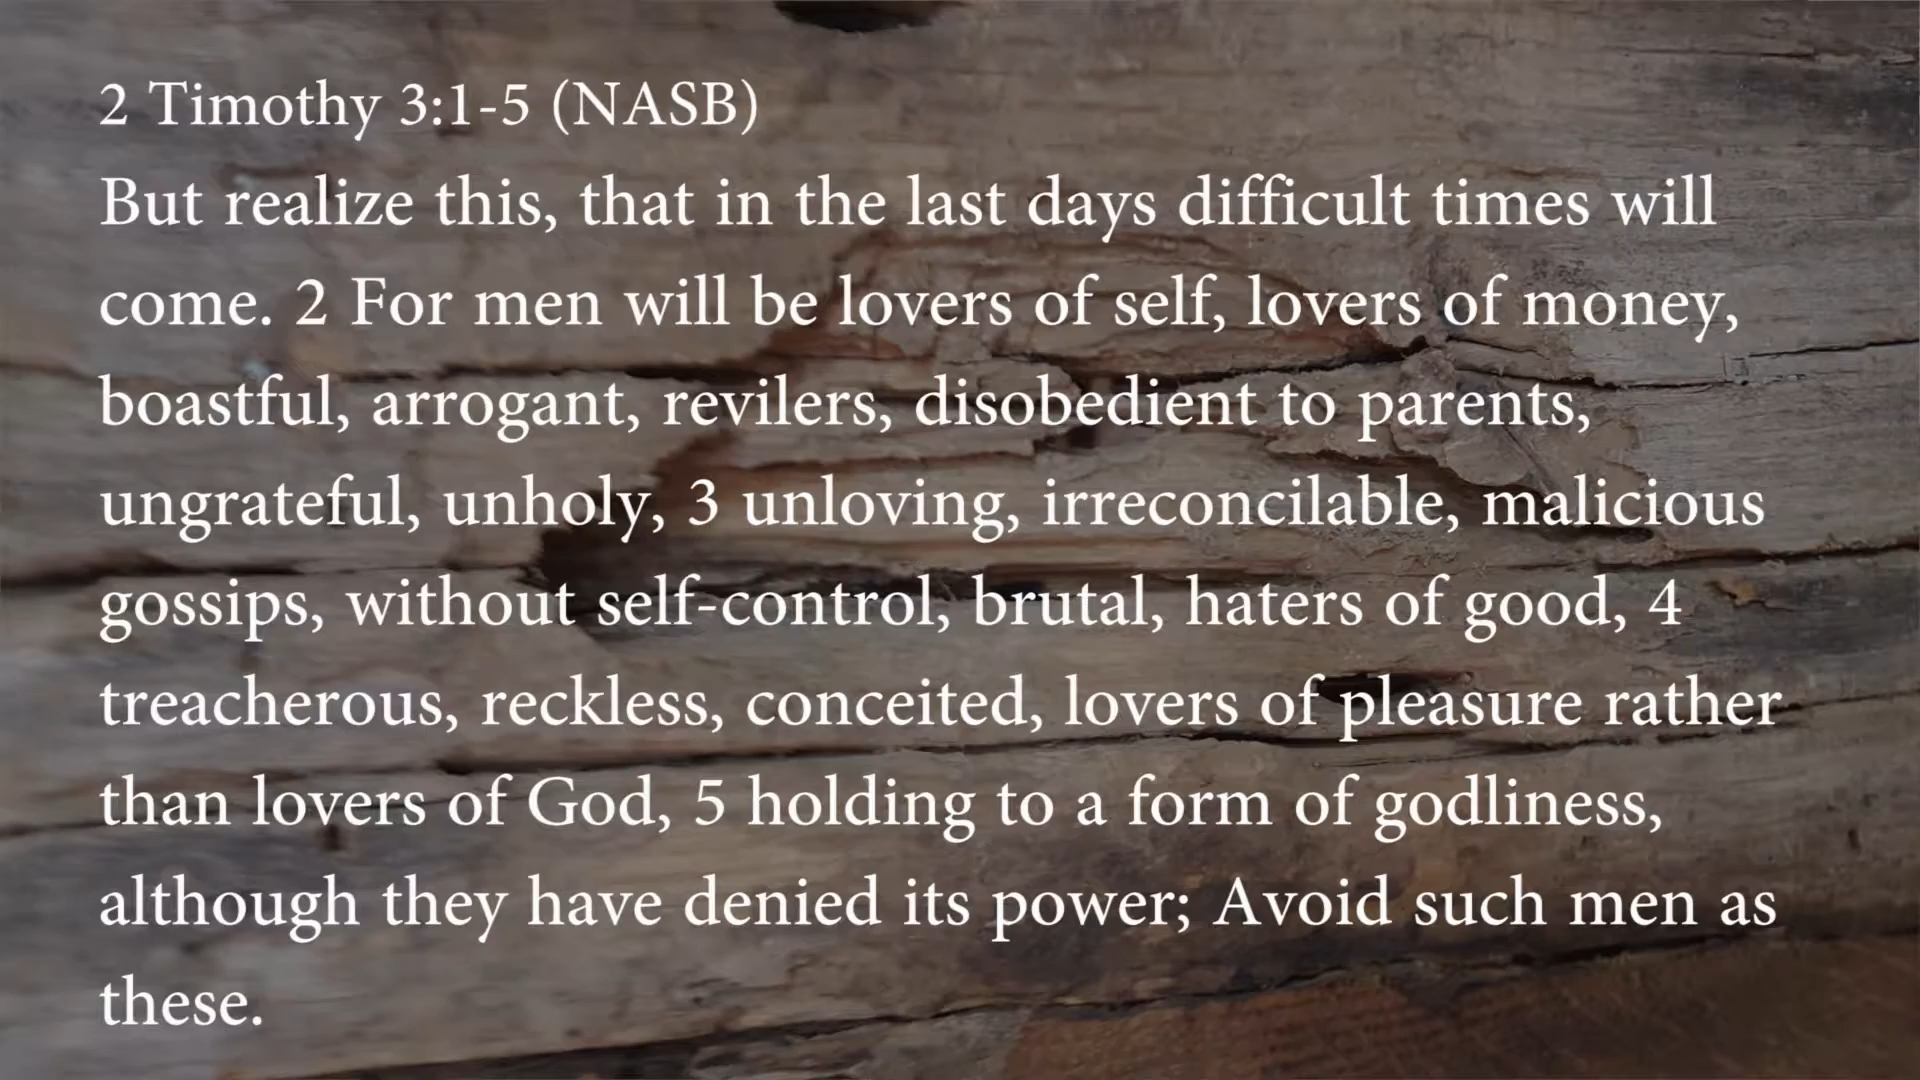 2 Timothy 3:1-5 (NASB)
But realize this, that in the last days difficult times will
come. 2 For men will be lovers of self, lovers of money,
boastful, arrogant, revilers, disobedient to parents,
ungrateful, unholy, 3 unloving, irreconcilable, malicious
gossips, without self-control, brutal, haters of good, 4
treacherous, reckless, conceited, lovers of pleasure rather
than lovers of God, 5 holding to a form of godliness,
although they have denied its power; Avoid such men as
these.